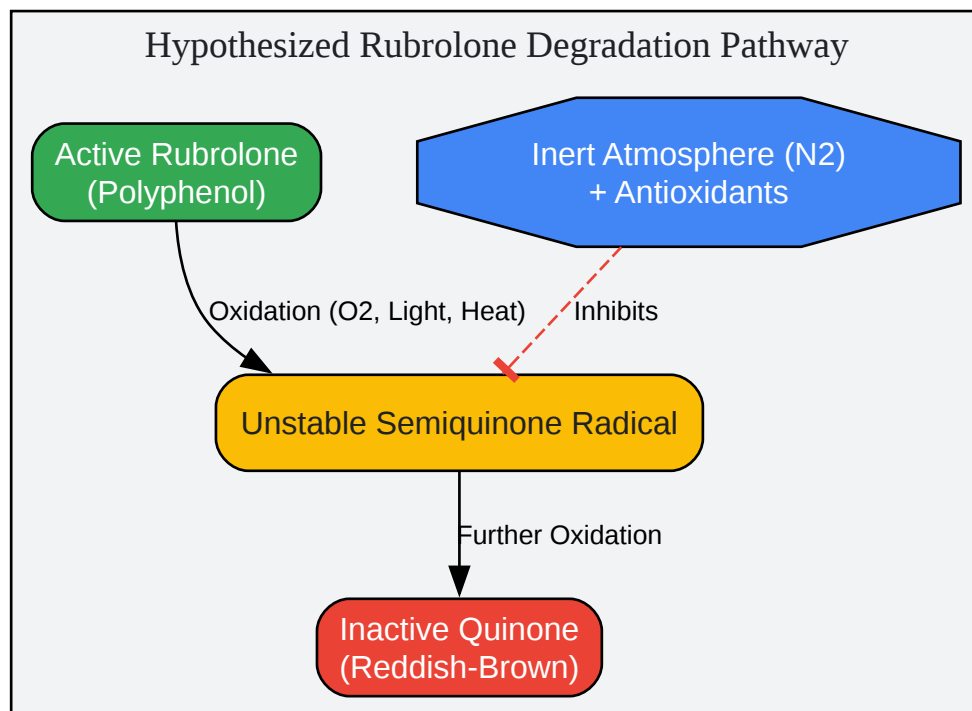 Hypothesized Rubrolone Degradation Pathway
Active Rubrolone
(Polyphenol)
Inert Atmosphere (N2)
+ Antioxidants
Oxidation (O2, Light, Heat)
Inhibits
Unstable Semiquinone Radical
Further Oxidation
Inactive Quinone
(Reddish-Brown)